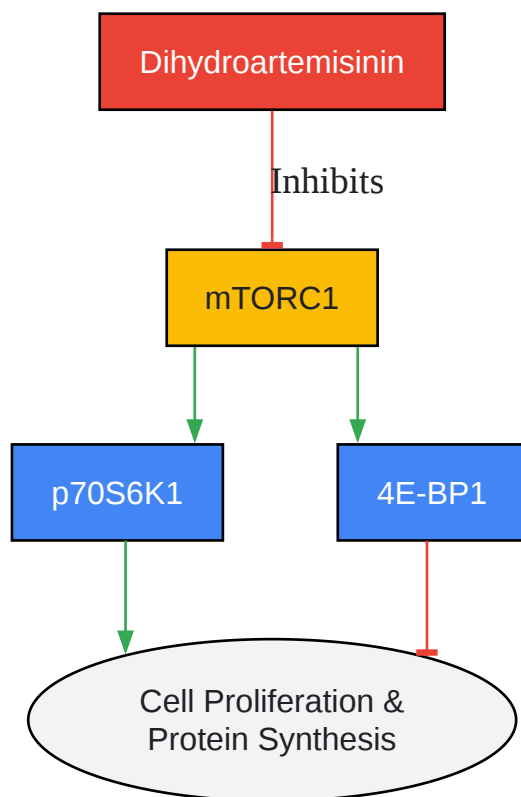 Dihydroartemisinin
Inhibits
mTORC1
p70S6K1
4E-BP1
Cell Proliferation &
Protein Synthesis